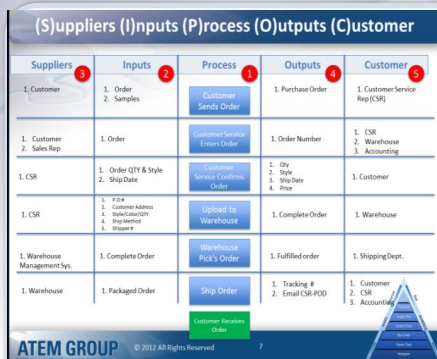 (S)uppliers (I)nputs (P)rocess (O)utputs (C)ustomer
Suppliers Inputs Process Outputs Customer
3 2 1 4 5
1. Customer
1. Order
2. Samples
Customer
Sends Order
1. Purchase Order
1. Customer Service
Rep (CSR)
1. Customer
2. Sales Rep
1. Order
Customer Service
Enters Order
1. Order Number
1. CSR
2. Warehouse
3. Accounting
1. CSR
1. Order QTY & Style
2. Ship Date
Customer
Service Confirms
Order
1. Qty
2. Style
3. Ship Date
4. Price
1. Customer
1. CSR
1. P.O #
2. Customer Address
3. Style/Color/QTY
4. Ship Method
5. Shipper #
Upload to
Warehouse
1. Complete Order
1. Warehouse
1. Warehouse
Management Sys.
1. Complete Order
Warehouse
Pick's Order
1. Fulfilled order
1. Shipping Dept.
1. Warehouse
1. Packaged Order
Ship Order
1. Tracking #
2. Email CSR-POD
1. Customer
2. CSR
3. Accounting
Customer Receives
Order
ATEM GROUP © 2012 All Rights Reserved 7